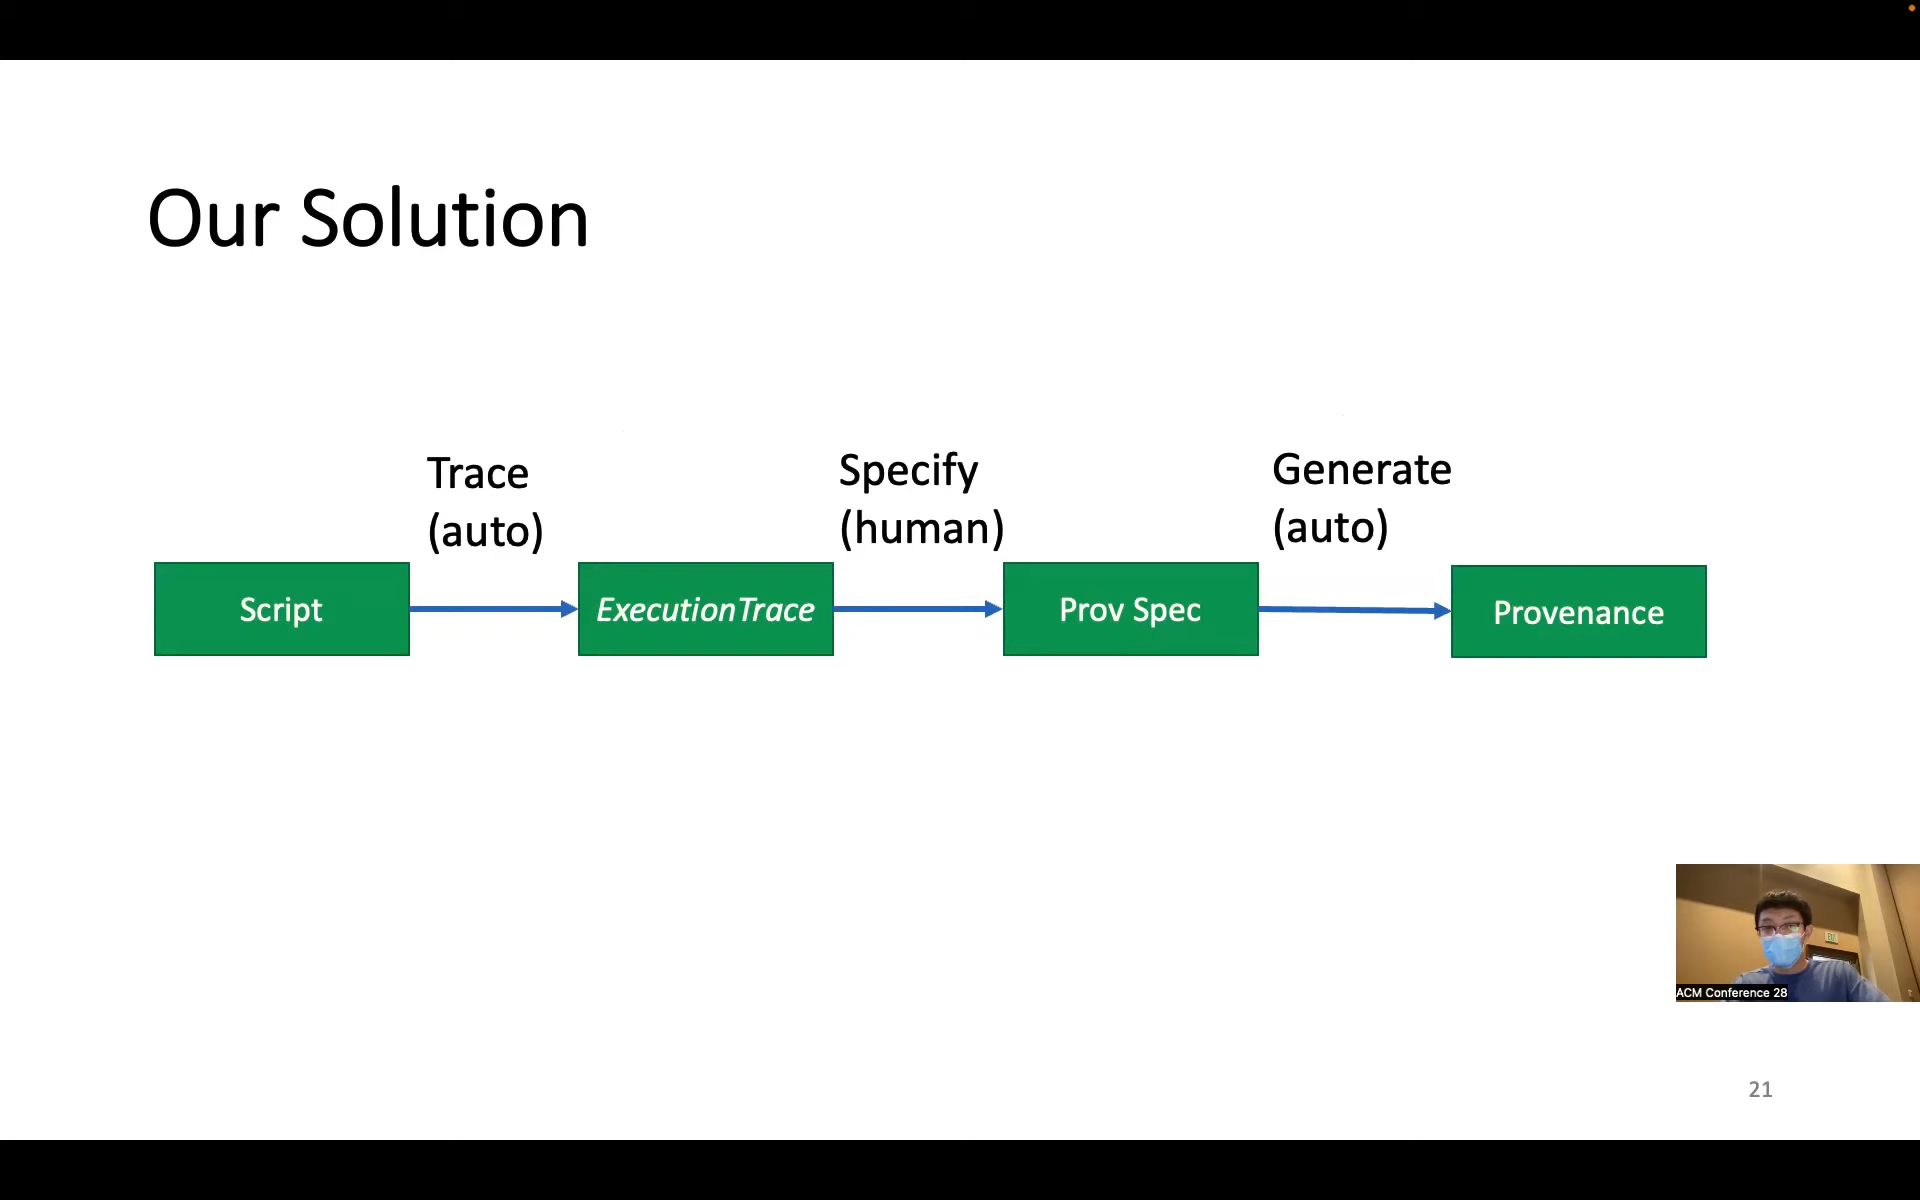 Our Solution
Trace
(auto)
Specify
(human)
Generate
(auto)
Script
ExecutionTrace
Prov Spec
Provenance
ACM Conference 28
21